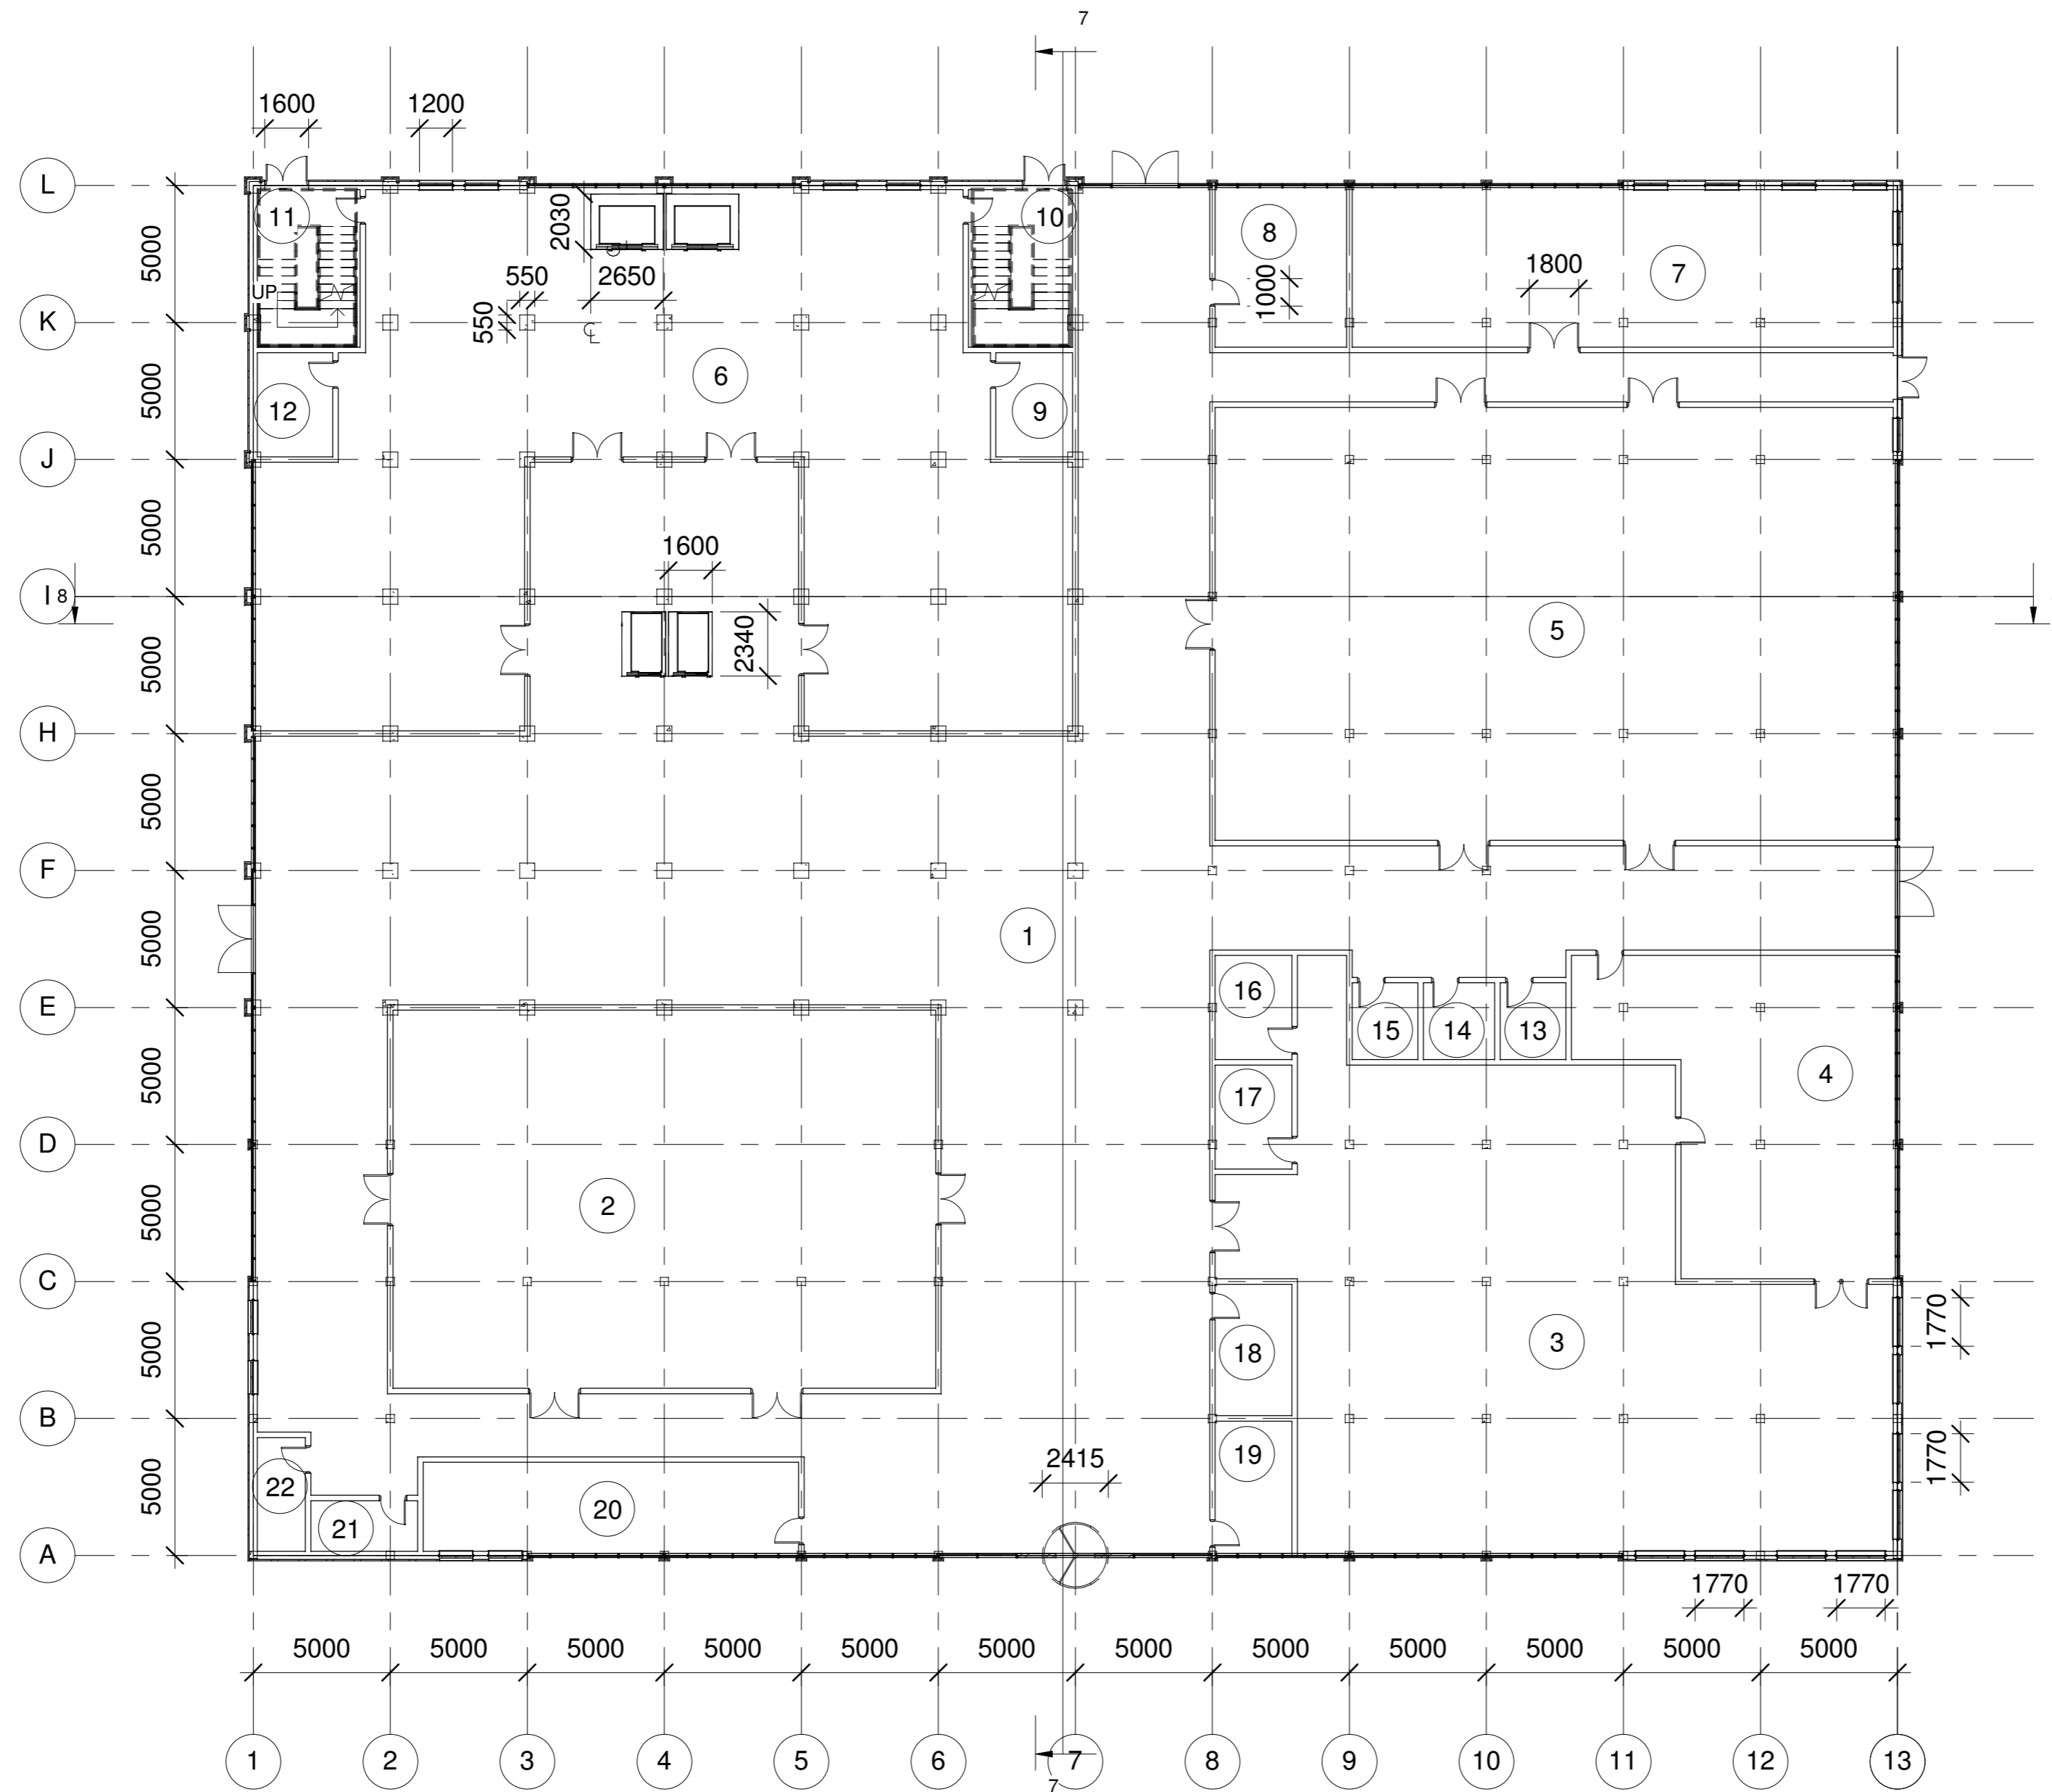 7
1600 1200
L
11 10 8 7
2030
5000
550 2650 1000 1800
UP
550
K
℄
6
5000
12 9
J
5000
1600
I 8
5
2340
5000
H
5000
F
1
5000
E
16 15 14 13
4
17
5000
D
2
5000
C
1770
18 3
5000
B
19 1770
2415
22 20
21
5000
A
1770 1770
5000 5000 5000 5000 5000 5000 5000 5000 5000 5000 5000 5000
1 2 3 4 5 6 7 8 9 10 11 12 13
7